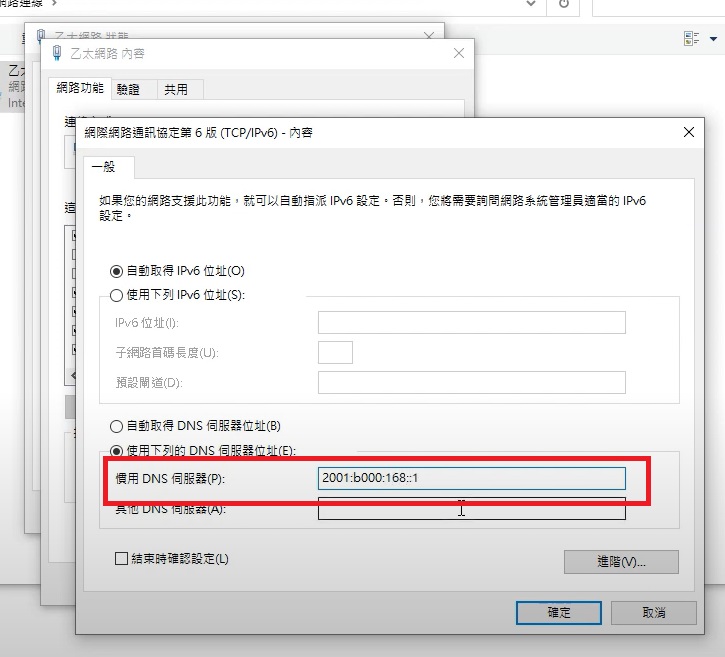 網路連線
乙太網路 狀態
乙太網路 內容
網路功能
驗證
共用
網際網路通訊協定第 6 版 (TCP/IPv6) - 內容
一般
如果您的網路支援此功能，就可以自動指派 IPv6 設定。否則，您將需要詢問網路系統管理員適當的 IPv6
設定。
自動取得 IPv6 位址(O)
使用下列 IPv6 位址(S):
IPv6 位址(I):
子網路首碼長度(U):
預設閘道(D):
自動取得 DNS 伺服器位址(B)
使用下列的 DNS 伺服器位址(E):
慣用 DNS 伺服器(P):
2001:b000:168::1
其他 DNS 伺服器(A):
結束時確認設定(L)
進階(V)...
確定
取消